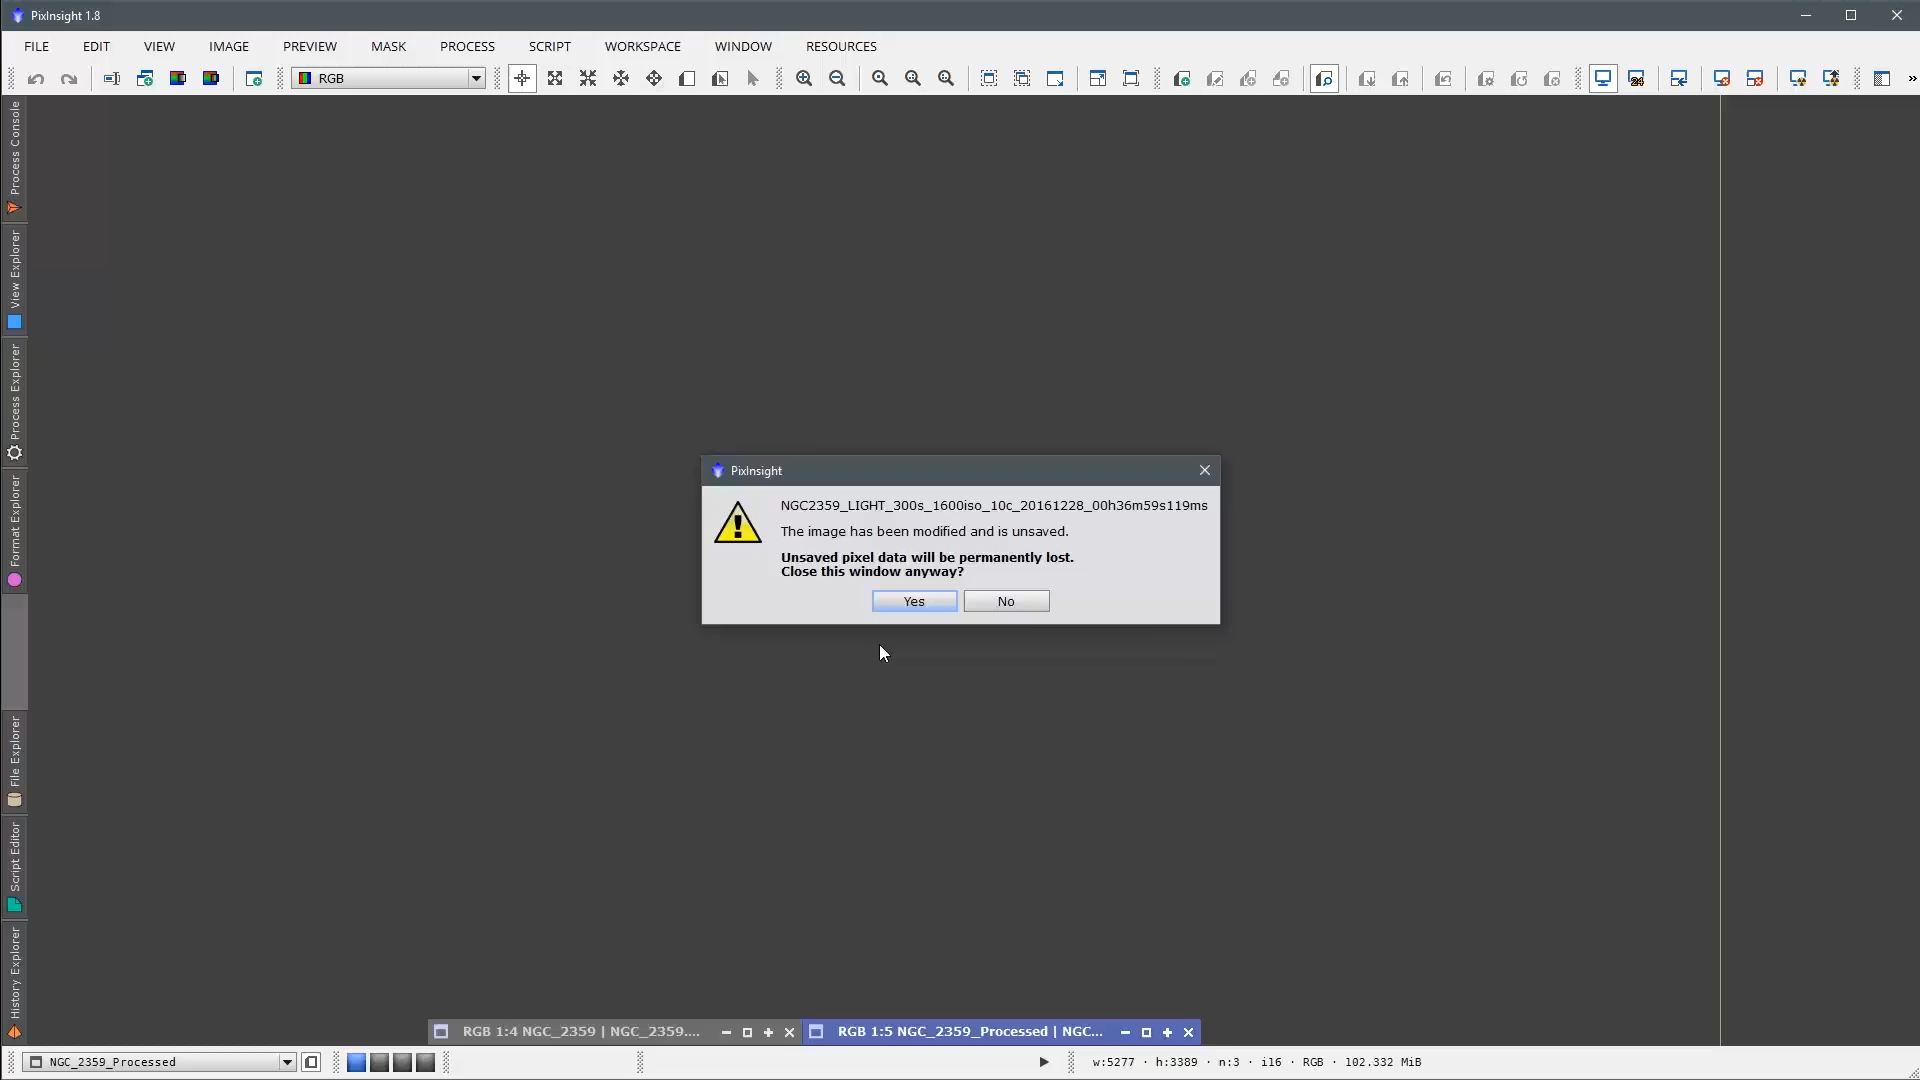 PixInsight 1.8
FILE EDIT VIEW IMAGE PREVIEW MASK PROCESS SCRIPT WORKSPACE WINDOW RESOURCES
RGB
24
»
Process Console
View Explorer
Process Explorer
Format Explorer
File Explorer
Script Editor
History Explorer
PixInsight
NGC2359_LIGHT_300s_1600iso_10c_20161228_00h36m59s119ms
The image has been modified and is unsaved.
Unsaved pixel data will be permanently lost.
Close this window anyway?
Yes No
RGB 1:4 NGC_2359 | NGC_2359....
RGB 1:5 NGC_2359_Processed | NGC...
NGC_2359_Processed
w:5277 · h:3389 · n:3 · i16 · RGB · 102.332 MiB